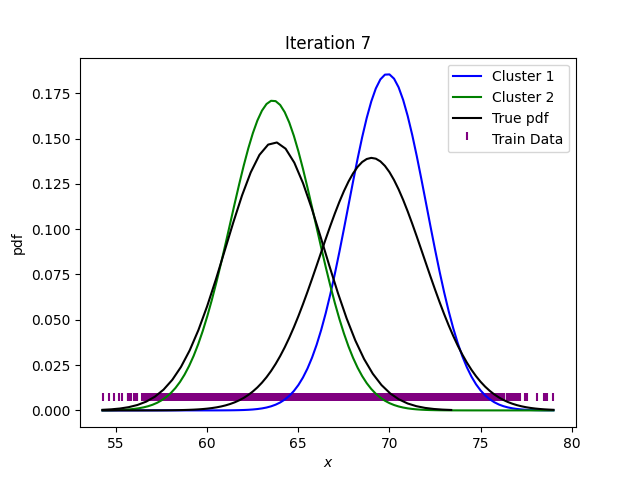 Iteration 7
Cluster 1
Cluster 2
True pdf
Train Data
pdf
0.175
0.150
0.125
0.100
0.075
0.050
0.025
0.000
55 60 65 70 75 80
x